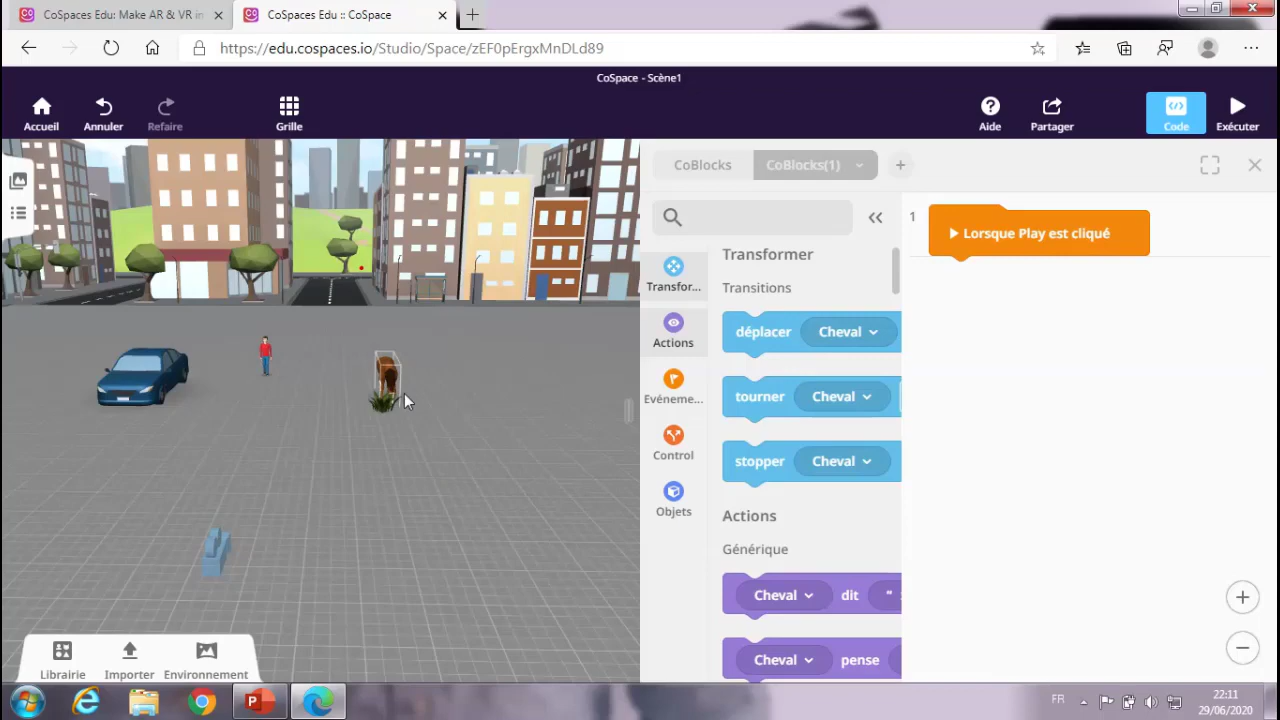 CoSpaces Edu: Make AR & VR in
CoSpaces Edu :: CoSpace
https://edu.cospaces.io/Studio/Space/zEF0pErgxMnDLd89
CoSpace - Scène1
Accueil
Annuler
Refaire
Grille
Aide
Partager
Code
Exécuter
CoBlocks
CoBlocks(1)
Transfor...
Actions
Evéneme...
Control
Objets
Transformer
Transitions
déplacer Cheval
tourner Cheval
stopper Cheval
Actions
Générique
Cheval dit “
Cheval pense
1
Lorsque Play est cliqué
Librairie
Importer
Environnement
FR
22:11
29/06/2020